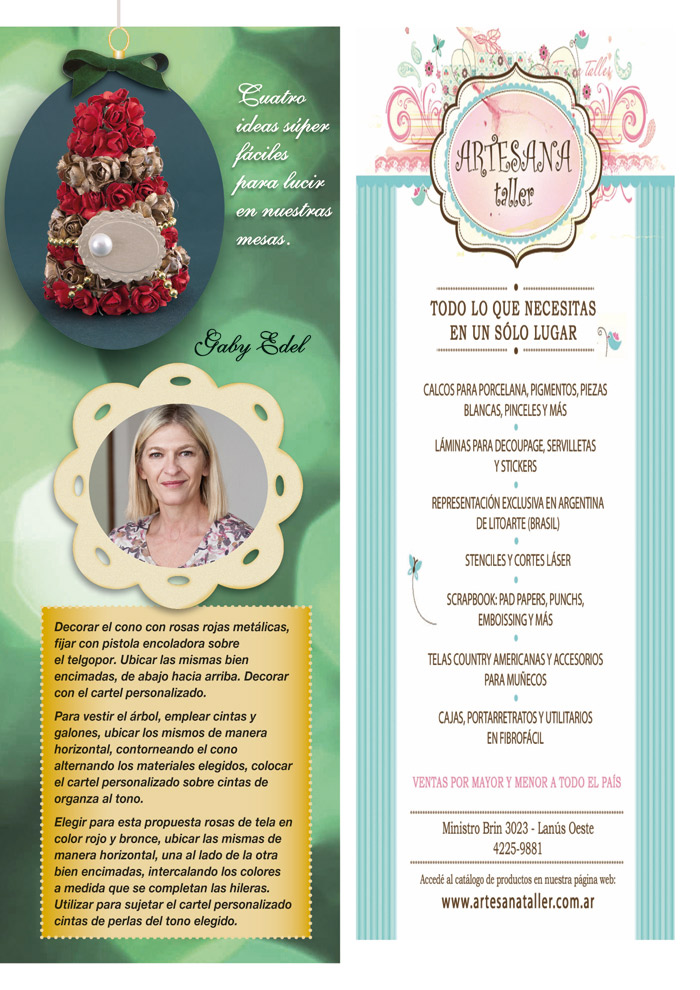 Cuatro
ideas súper
fáciles
para lucir
en nuestras
mesas.
Gaby Edel
Decorar el cono con rosas rojas metálicas,
fijar con pistola encoladora sobre
el telgopor. Ubicar las mismas bien
encimadas, de abajo hacia arriba. Decorar
con el cartel personalizado.
Para vestir el árbol, emplear cintas y
galones, ubicar los mismos de manera
horizontal, contorneando el cono
alternando los materiales elegidos, colocar
el cartel personalizado sobre cintas de
organza al tono.
Elegir para esta propuesta rosas de tela en
color rojo y bronce, ubicar las mismas de
manera horizontal, una al lado de la otra
bien encimadas, intercalando los colores
a medida que se completan las hileras.
Utilizar para sujetar el cartel personalizado
cintas de perlas del tono elegido.
ARTESANA
taller
TODO LO QUE NECESITAS
EN UN SÓLO LUGAR
CALCOS PARA PORCELANA, PIGMENTOS, PIEZAS
BLANCAS, PINCELES Y MÁS
LÁMINAS PARA DECOUPAGE, SERVILLETAS
Y STICKERS
REPRESENTACIÓN EXCLUSIVA EN ARGENTINA
DE LITOARTE (BRASIL)
STENCILES Y CORTES LÁSER
SCRAPBOOK: PAD PAPERS, PUNCHS,
EMBOISSING Y MÁS
TELAS COUNTRY AMERICANAS Y ACCESORIOS
PARA MUÑECOS
CAJAS, PORTARRETRATOS Y UTILITARIOS
EN FIBROFÁCIL
VENTAS POR MAYOR Y MENOR A TODO EL PAÍS
Ministro Brin 3023 - Lanús Oeste
4225-9881
Accedé al catálogo de productos en nuestra página web:
www.artesanataller.com.ar